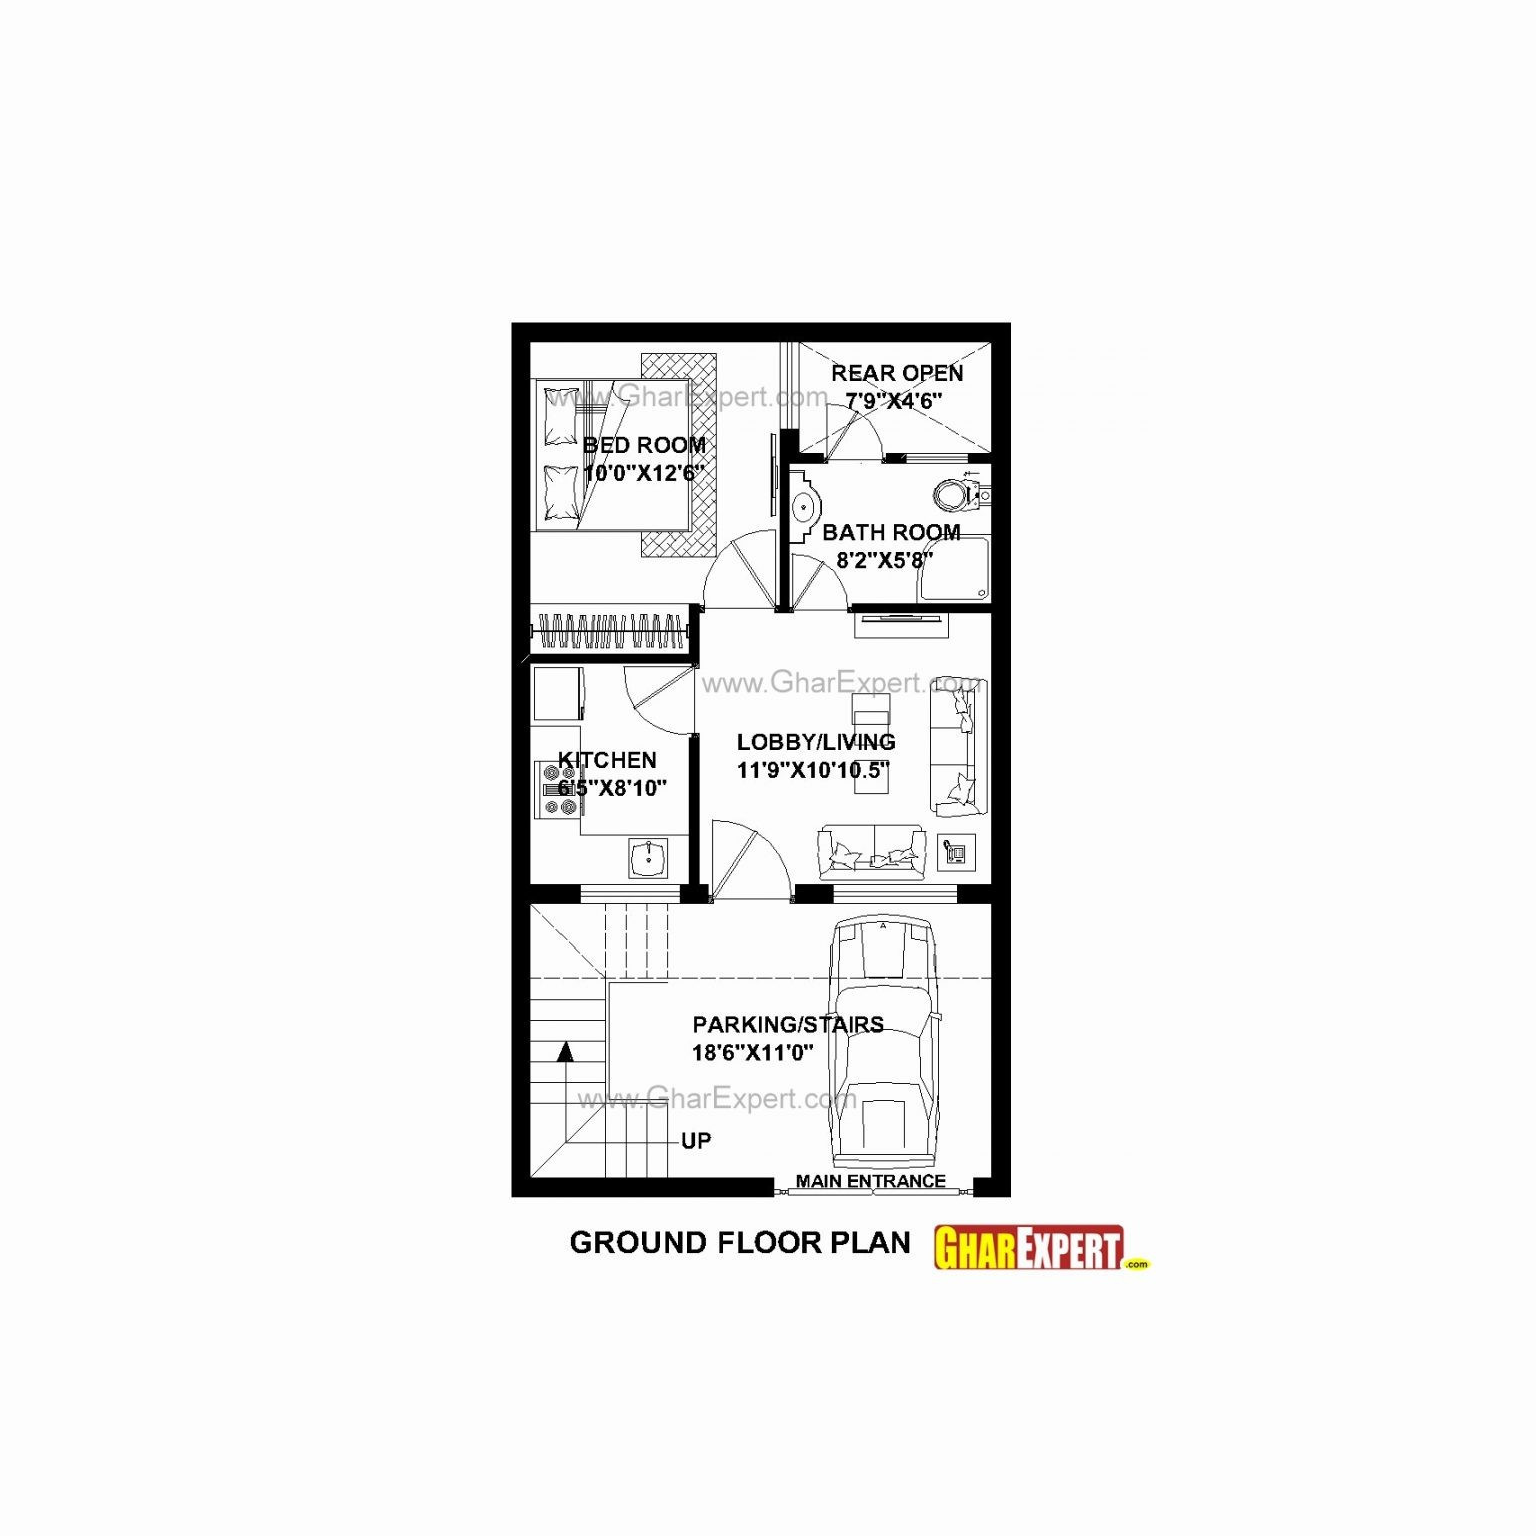 REAR OPEN
7'9"X4'6"
www.GharExpert.com
BED ROOM
10'0"X12'6"
BATH ROOM
8'2"X5'8"
www.GharExpert.com
LOBBY/LIVING
11'9"X10'10.5"
KITCHEN
6'5"X8'10"
PARKING/STAIRS
18'6"X11'0"
www.GharExpert.com
UP
MAIN ENTRANCE
GROUND FLOOR PLAN
GHAREXPERT.com